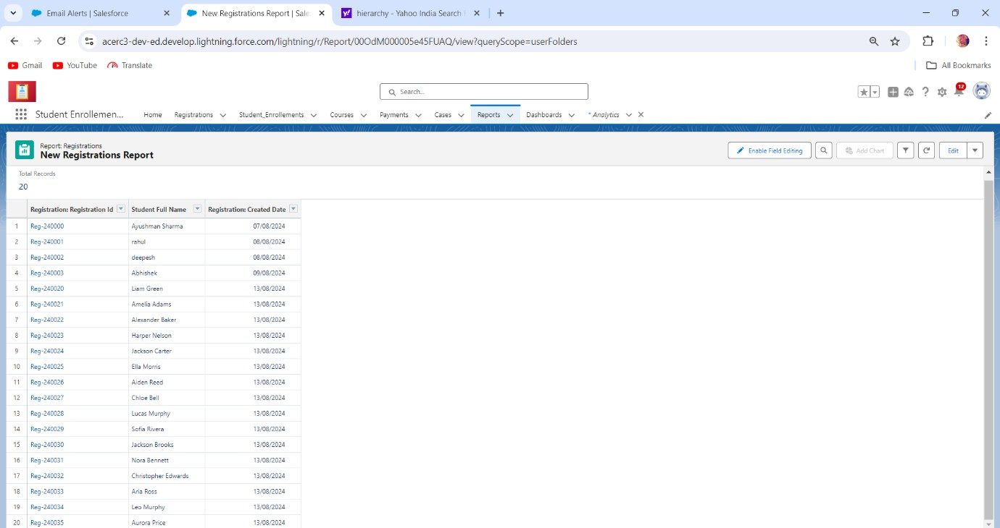 Email Alerts | Salesforce
New Registrations Report | Sale
hierarchy - Yahoo India Search
acerc3-dev-ed.develop.lightning.force.com/lightning/r/Report/00OdM000005e45FUAQ/view?queryScope=userFolders
Gmail YouTube Translate All Bookmarks
Search...
12
Student Enrollemen... Home Registrations Student_Enrollements Courses Payments Cases Reports Dashboards * Analytics
Report: Registrations
New Registrations Report
Enable Field Editing Add Chart Edit
Total Records
20
Registration: Registration Id Student Full Name Registration: Created Date
1 Reg-240000 Ayushman Sharma 07/08/2024
2 Reg-240001 rahul 08/08/2024
3 Reg-240002 deepesh 08/08/2024
4 Reg-240003 Abhishek 09/08/2024
5 Reg-240020 Liam Green 13/08/2024
6 Reg-240021 Amelia Adams 13/08/2024
7 Reg-240022 Alexander Baker 13/08/2024
8 Reg-240023 Harper Nelson 13/08/2024
9 Reg-240024 Jackson Carter 13/08/2024
10 Reg-240025 Ella Morris 13/08/2024
11 Reg-240026 Aiden Reed 13/08/2024
12 Reg-240027 Chloe Bell 13/08/2024
13 Reg-240028 Lucas Murphy 13/08/2024
14 Reg-240029 Sofia Rivera 13/08/2024
15 Reg-240030 Jackson Brooks 13/08/2024
16 Reg-240031 Nora Bennett 13/08/2024
17 Reg-240032 Christopher Edwards 13/08/2024
18 Reg-240033 Aria Ross 13/08/2024
19 Reg-240034 Leo Murphy 13/08/2024
20 Reg-240035 Aurora Price 13/08/2024